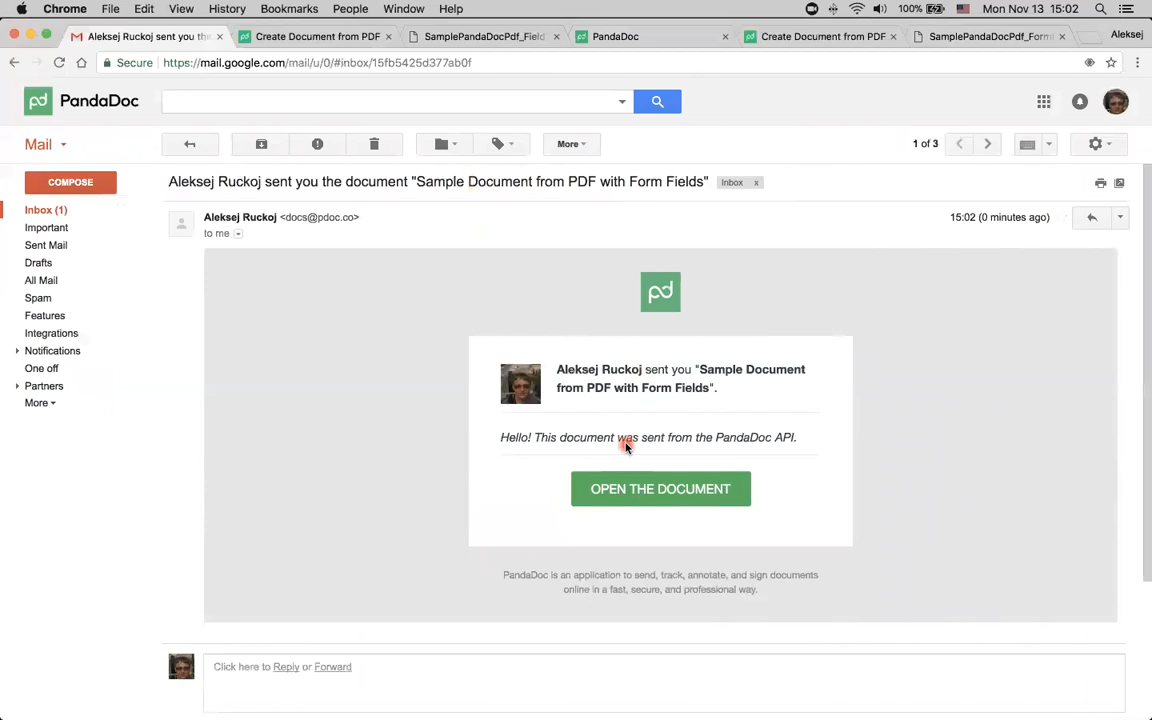 Chrome File Edit View History Bookmarks People Window Help 100% Mon Nov 13 15:02
Aleksej Ruckoj sent you the × Create Document from PDF × SamplePandaDocPdf_Field × PandaDoc × Create Document from PDF × SamplePandaDocPdf_Form × Aleksej
Secure https://mail.google.com/mail/u/0/#inbox/15fb5425d377ab0f
pd PandaDoc
Mail More 1 of 3
COMPOSE
Aleksej Ruckoj sent you the document "Sample Document from PDF with Form Fields" Inbox x
Inbox (1)
Important
Sent Mail
Drafts
All Mail
Spam
Features
Integrations
Notifications
One off
Partners
More
Aleksej Ruckoj <docs@pdoc.co> 15:02 (0 minutes ago)
to me
pd
Aleksej Ruckoj sent you "Sample Document
from PDF with Form Fields".
Hello! This document was sent from the PandaDoc API.
OPEN THE DOCUMENT
PandaDoc is an application to send, track, annotate, and sign documents
online in a fast, secure, and professional way.
Click here to Reply or Forward